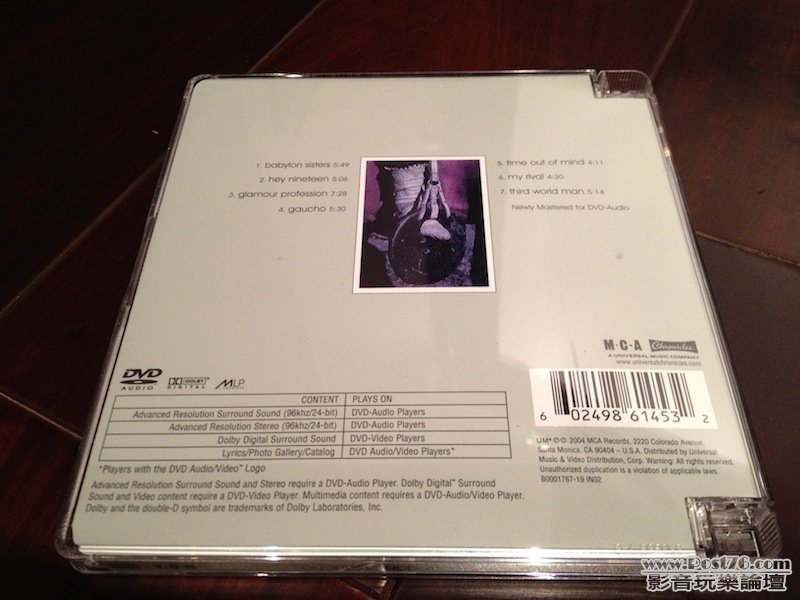 1. babylon sisters 5:49
2. hey nineteen 5:06
3. glamour profession 7:28
4. gaucho 5:30
5. time out of mind 4:11
6. my rival 4:30
7. third world man 5:14
Newly Mastered for DVD-Audio
M·C·A Chronicles
A UNIVERSAL MUSIC COMPANY
www.universalchronicles.com
DVD AUDIO
DOLBY DIGITAL
MLP
CONTENT PLAYS ON
Advanced Resolution Surround Sound (96khz/24-bit) DVD-Audio Players
Advanced Resolution Stereo (96khz/24-bit) DVD-Audio Players
Dolby Digital Surround Sound DVD-Video Players
Lyrics/Photo Gallery/Catalog DVD Audio/Video Players*
*Players with the DVD Audio/Video™ Logo
Advanced Resolution Surround Sound and Stereo require a DVD-Audio Player. Dolby Digital™ Surround
Sound and Video content require a DVD-Video Player. Multimedia content requires a DVD-Audio/Video Player.
Dolby and the double-D symbol are trademarks of Dolby Laboratories, Inc.
6 02498 61453 2
UM℗ © 2004 MCA Records, 2220 Colorado Avenue,
Santa Monica, CA 90404 – U.S.A. Distributed by Universal
Music & Video Distribution, Corp. Warning: All rights reserved.
Unauthorized duplication is a violation of applicable laws.
B0001767-19 IN02
www.Post76.com
影音玩樂論壇